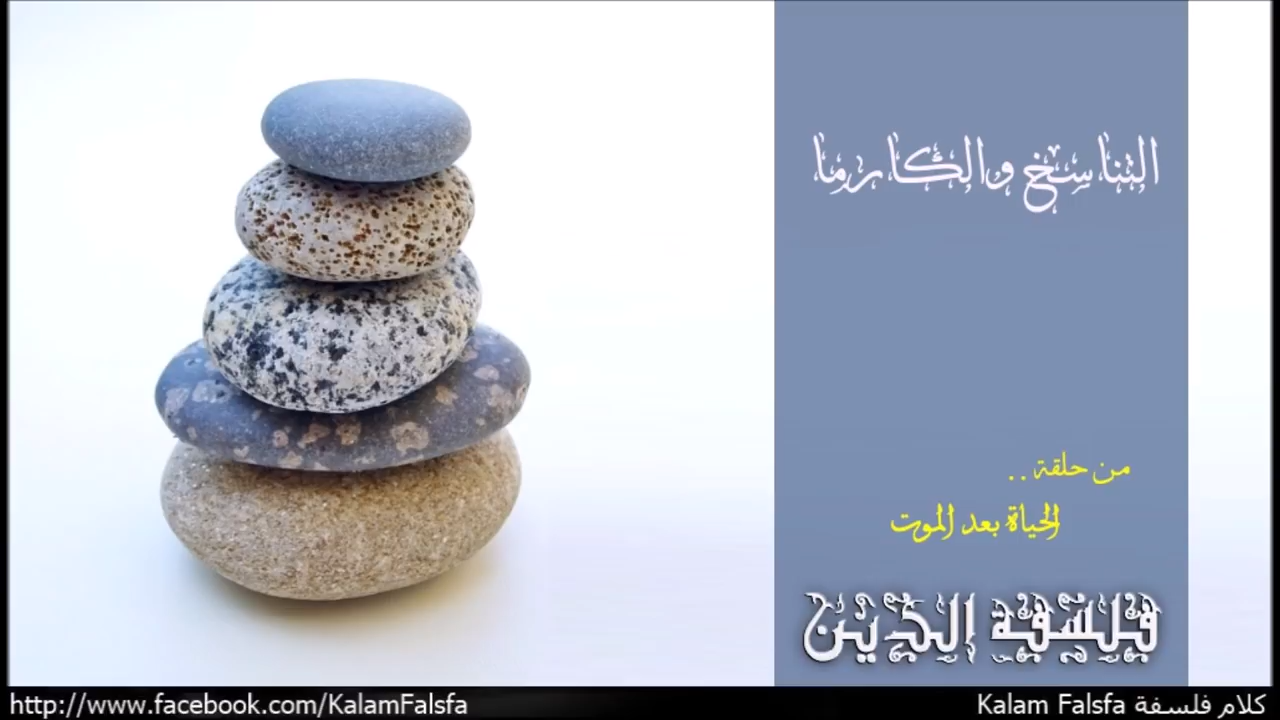 التناسخ والكارما
من حلقة ..
الحياة بعد الموت
فلسفة الدين
http://www.facebook.com/KalamFalsfa
Kalam Falsfa كلام فلسفة